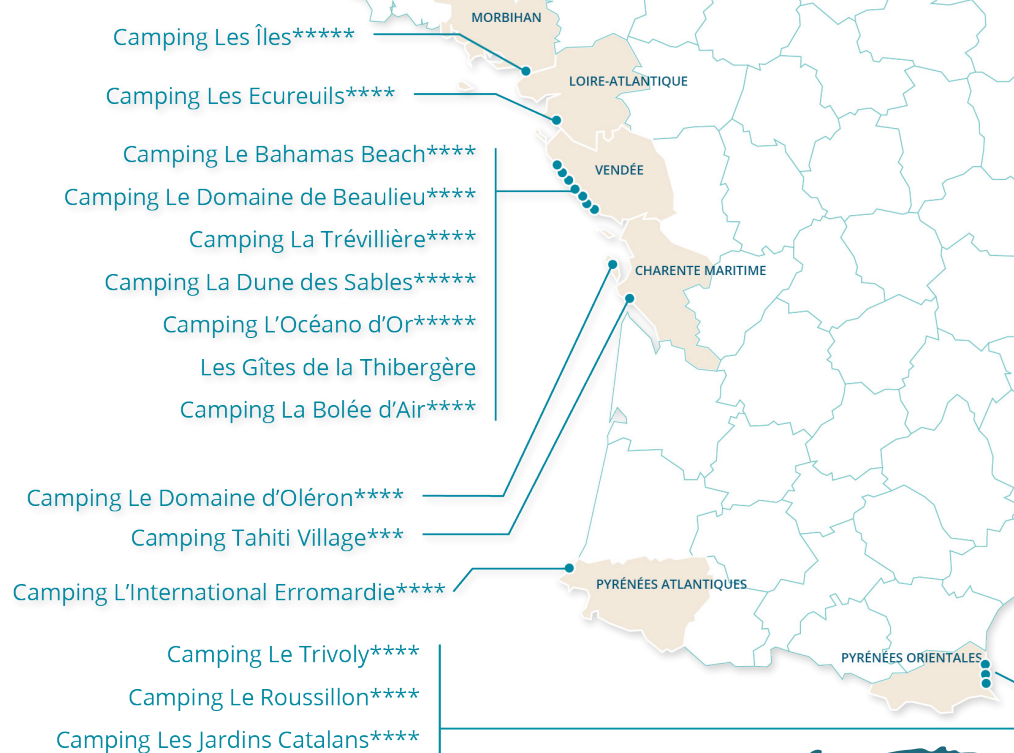 MORBIHAN
Camping Les Îles*****
LOIRE-ATLANTIQUE
Camping Les Ecureuils****
Camping Le Bahamas Beach****
VENDÉE
Camping Le Domaine de Beaulieu****
Camping La Trévillière****
CHARENTE MARITIME
Camping La Dune des Sables*****
Camping L’Océano d’Or*****
Les Gîtes de la Thibergère
Camping La Bolée d’Air****
Camping Le Domaine d’Oléron****
Camping Tahiti Village***
PYRÉNÉES ATLANTIQUES
Camping L’International Erromardie****
Camping Le Trivoly****
PYRÉNÉES ORIENTALES
Camping Le Roussillon****
Camping Les Jardins Catalans****